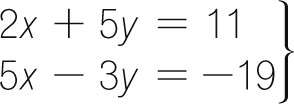 2x + 5y = 11
5x − 3y = −19